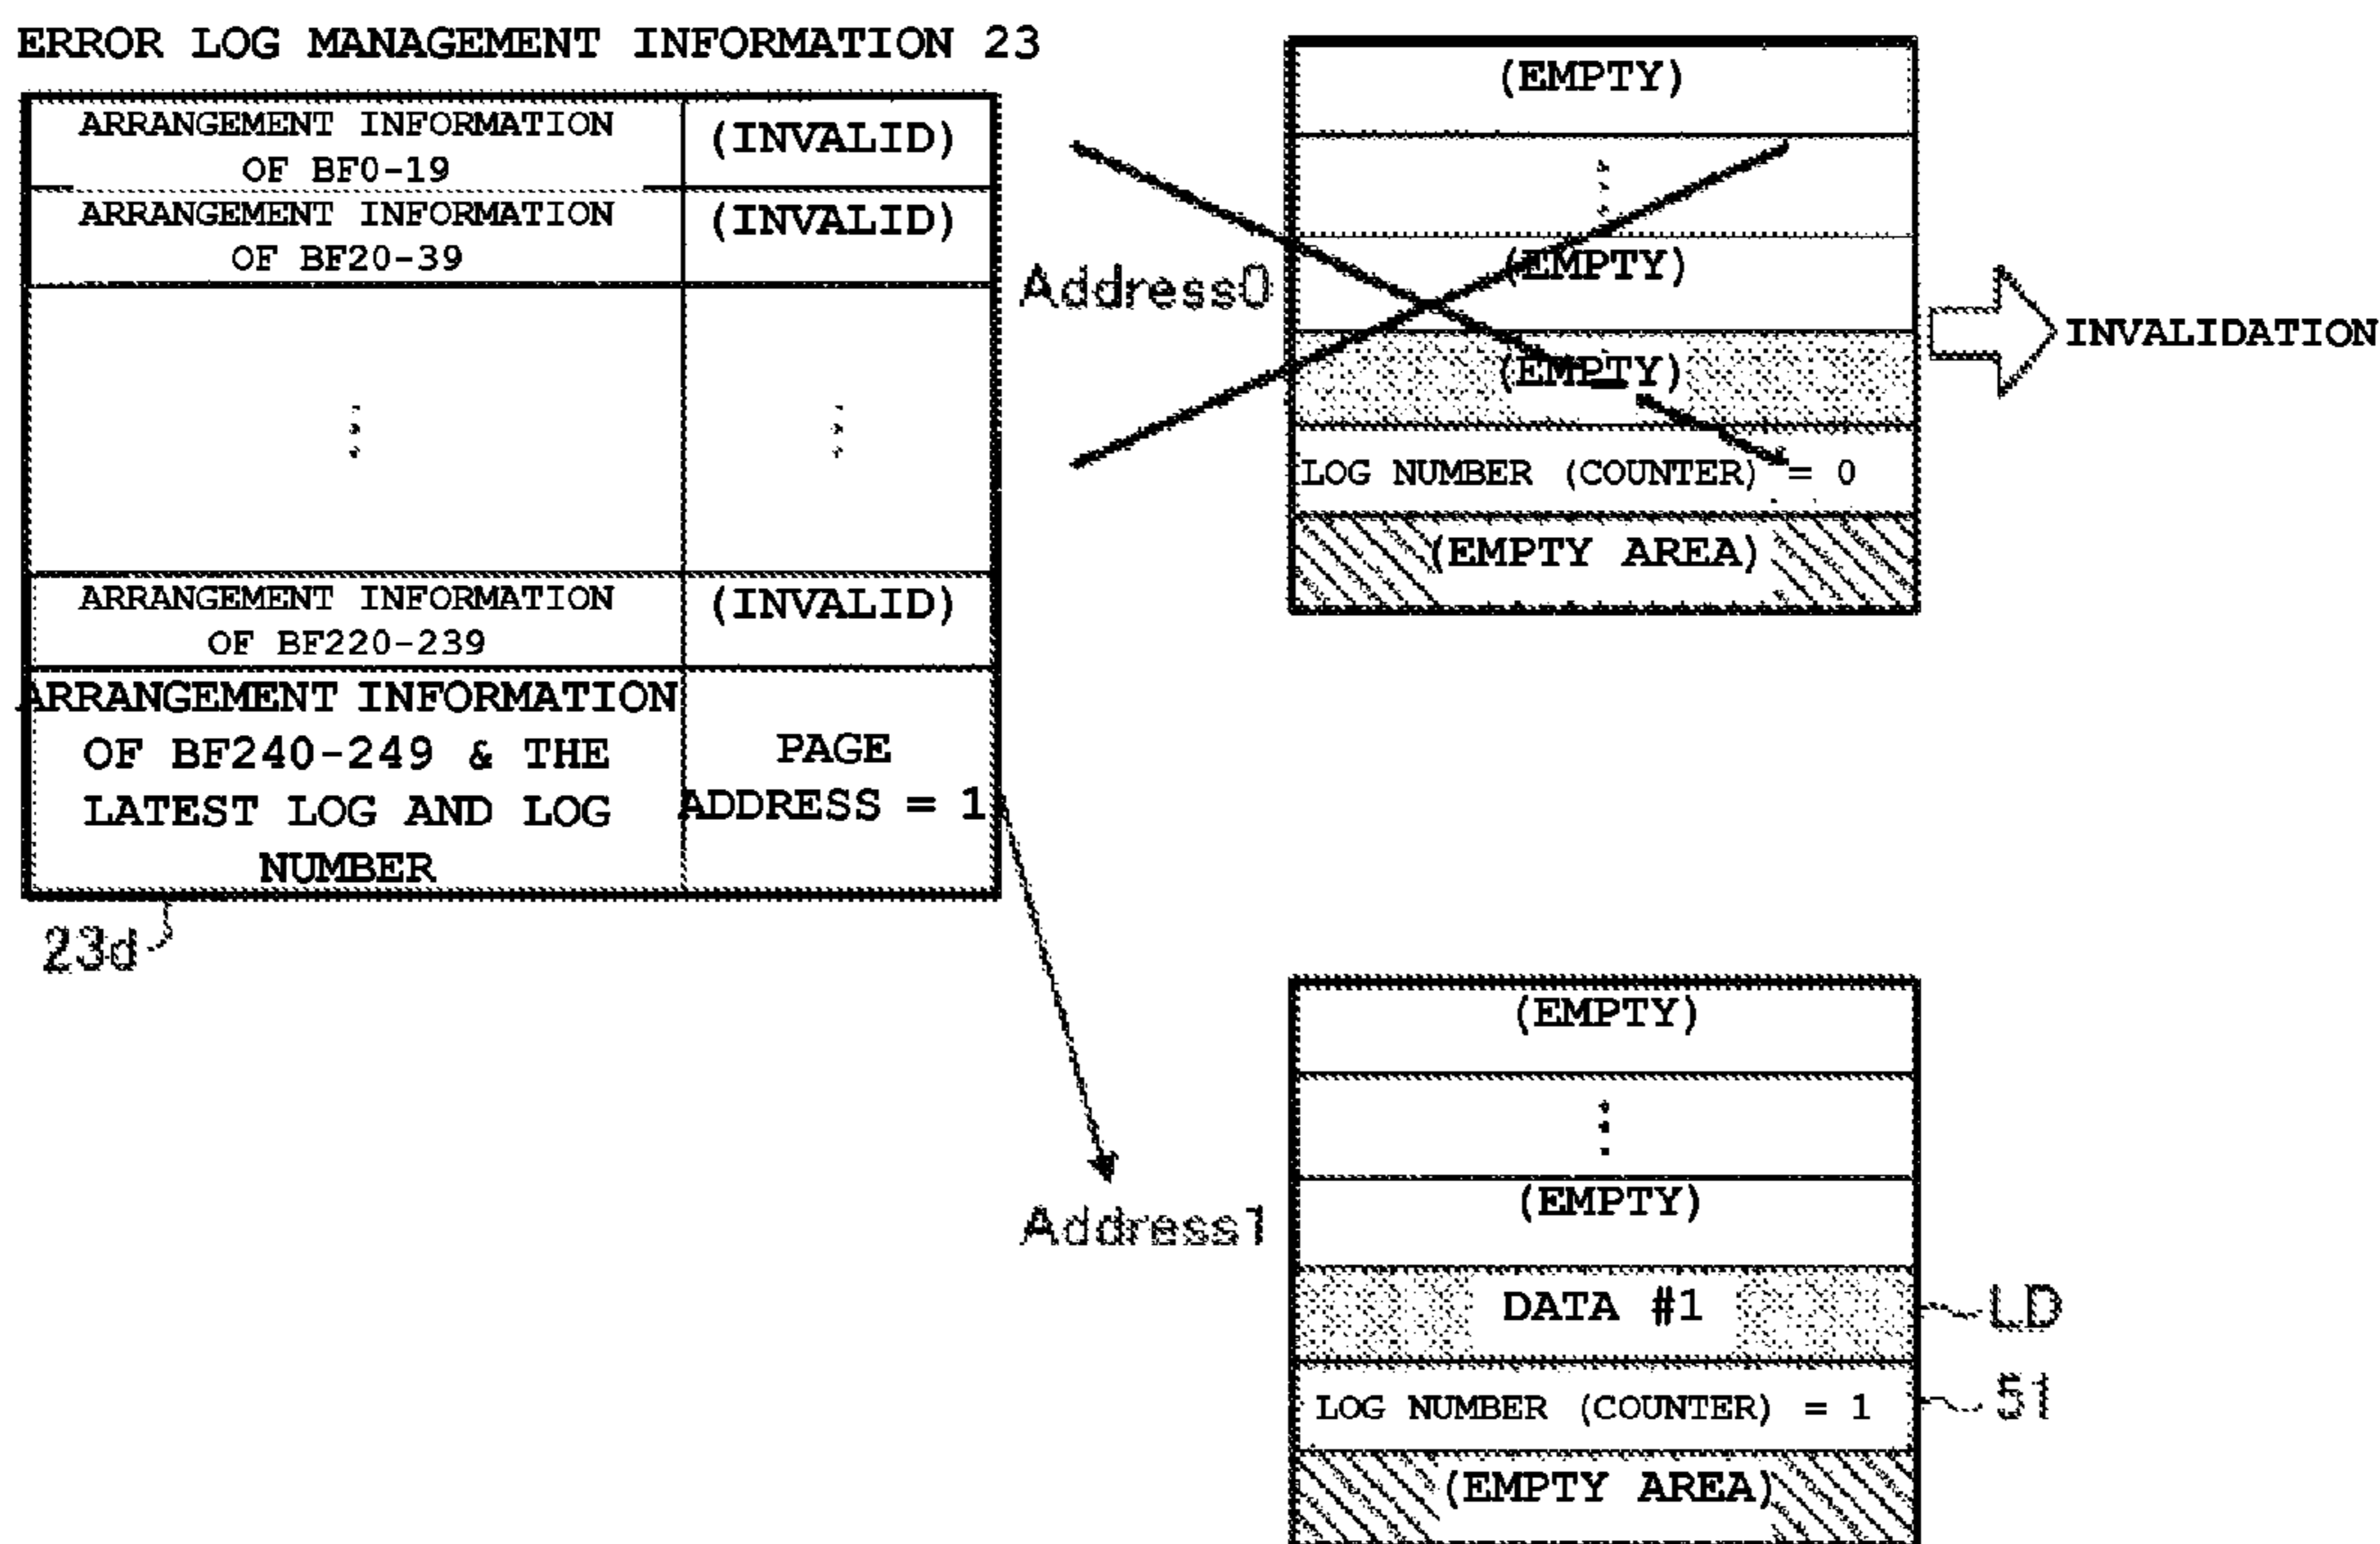 ERROR LOG MANAGEMENT INFORMATION 23
ARRANGEMENT INFORMATION
OF BF0-19
(INVALID)
ARRANGEMENT INFORMATION
OF BF20-39
(INVALID)
ARRANGEMENT INFORMATION
OF BF220-239
(INVALID)
ARRANGEMENT INFORMATION
OF BF240-249 & THE
LATEST LOG AND LOG
NUMBER
PAGE
ADDRESS = 1
23d
Address0
(EMPTY)
(EMPTY)
(EMPTY)
LOG NUMBER (COUNTER) = 0
(EMPTY AREA)
INVALIDATION
Address1
(EMPTY)
(EMPTY)
DATA #1
LOG NUMBER (COUNTER) = 1
(EMPTY AREA)
LD
51